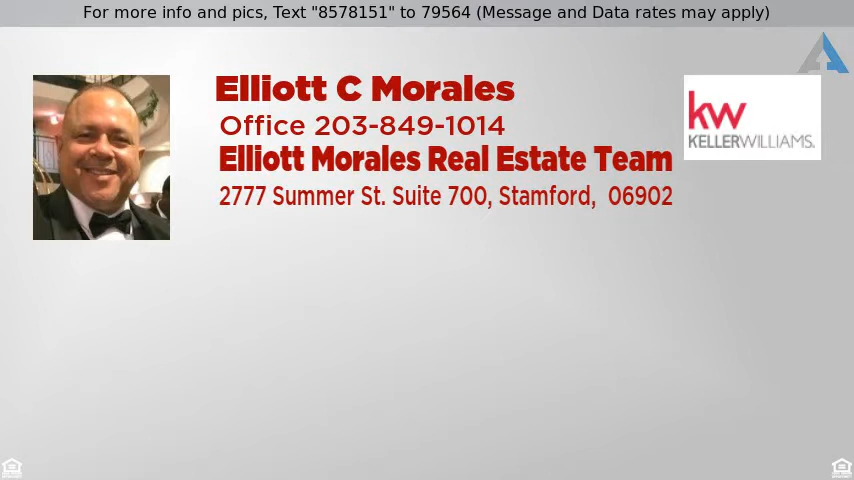 For more info and pics, Text "8578151" to 79564 (Message and Data rates may apply)
Elliott C Morales
Office 203-849-1014
Elliott Morales Real Estate Team
2777 Summer St. Suite 700, Stamford,  06902
kw
KELLERWILLIAMS.